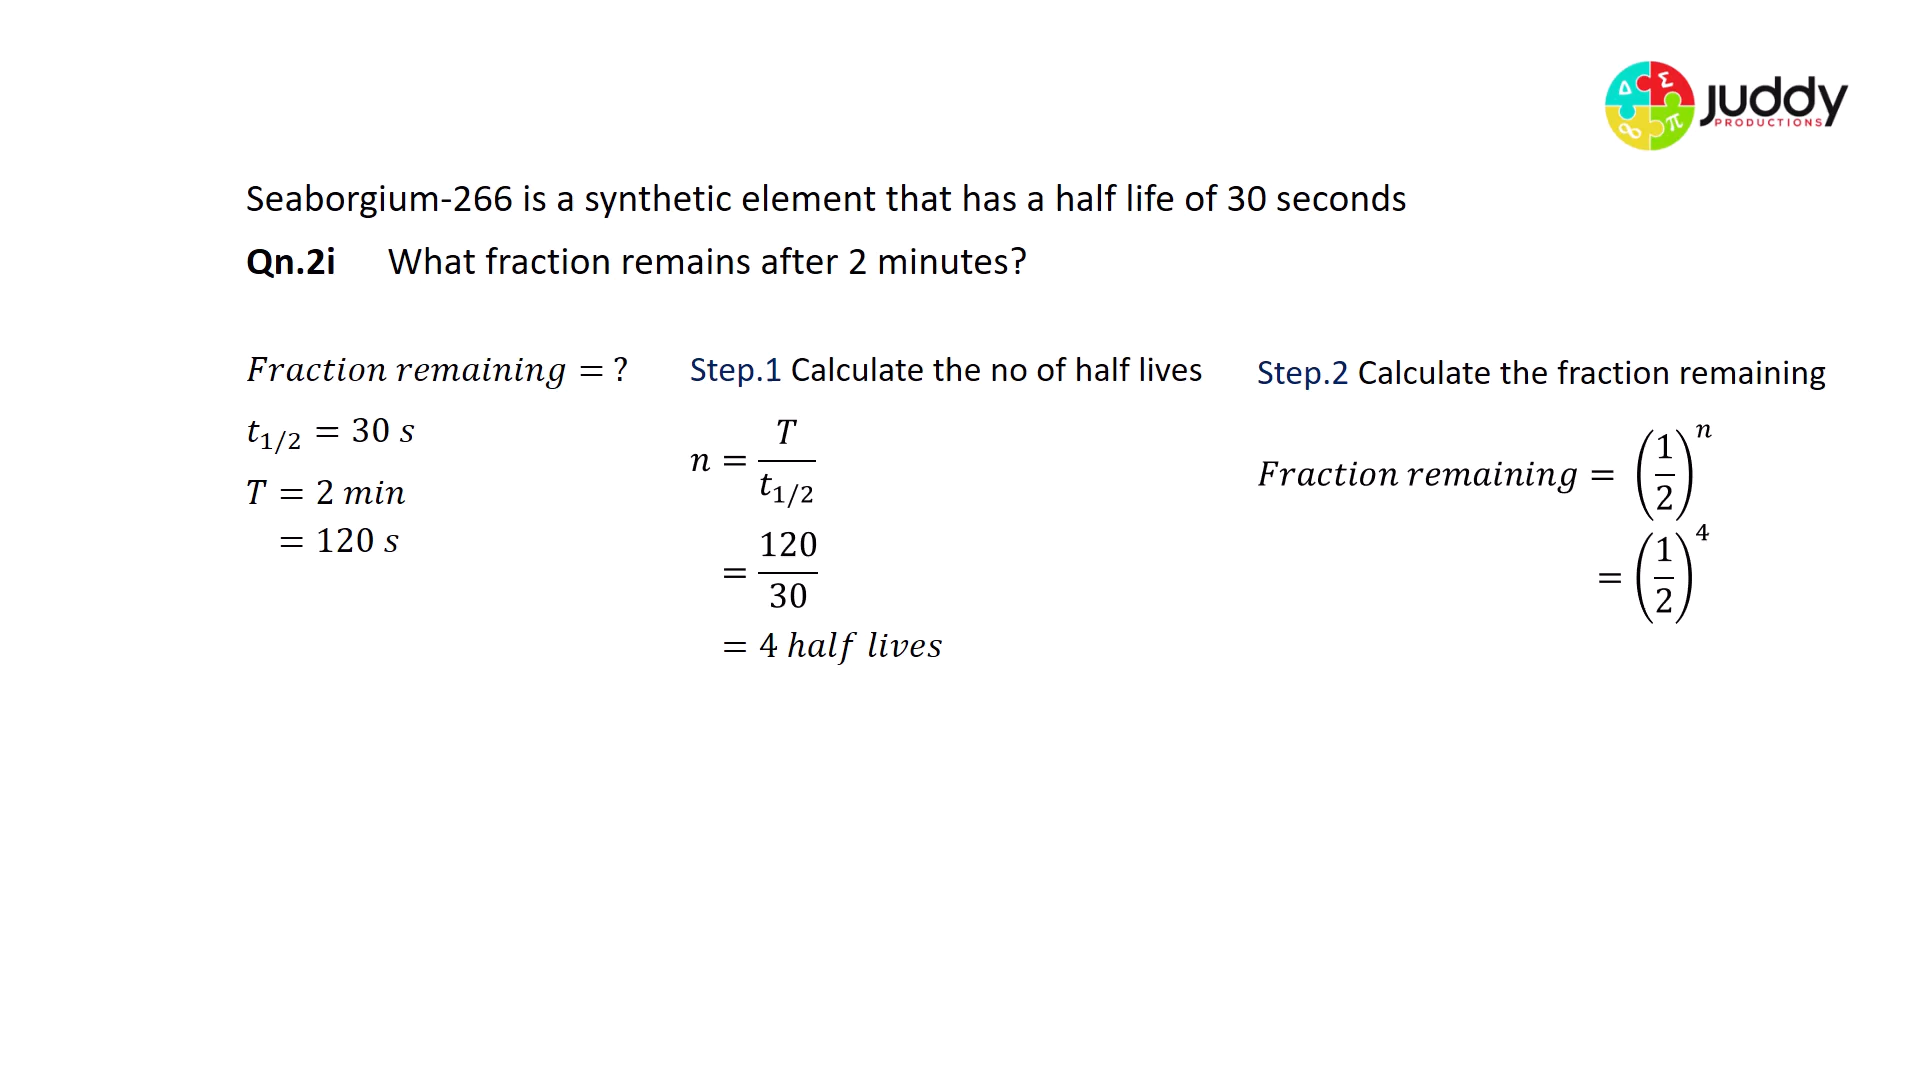 juddy
PRODUCTIONS
Δ Σ
∞ π
Seaborgium-266 is a synthetic element that has a half life of 30 seconds
Qn.2i What fraction remains after 2 minutes?
Fraction remaining = ?
t1/2 = 30 s
T = 2 min
= 120 s
Step.1 Calculate the no of half lives
n = T / t1/2
= 120 / 30
= 4 half lives
Step.2 Calculate the fraction remaining
Fraction remaining = (1/2)^n
= (1/2)^4